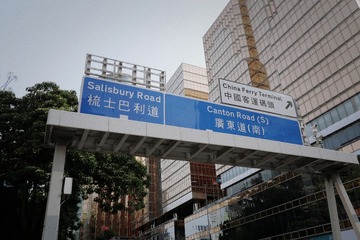 Salisbury Road
梳士巴利道
China Ferry Terminal
中國客運碼頭
Canton Road (S)
廣東道(南)